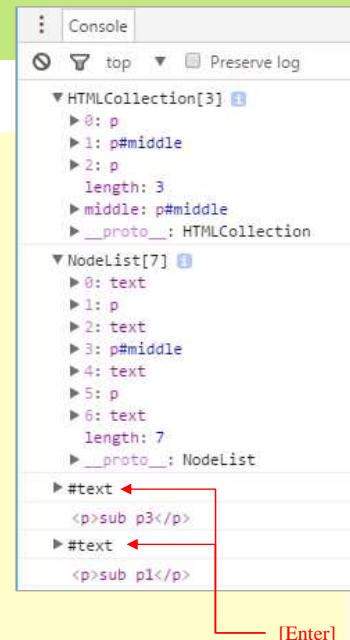 Console
top Preserve log
HTMLCollection[3] i
0: p
1: p#middle
2: p
length: 3
middle: p#middle
__proto__: HTMLCollection
NodeList[7] i
0: text
1: p
2: text
3: p#middle
4: text
5: p
6: text
length: 7
__proto__: NodeList
#text
<p>sub p3</p>
#text
<p>sub p1</p>
[Enter]